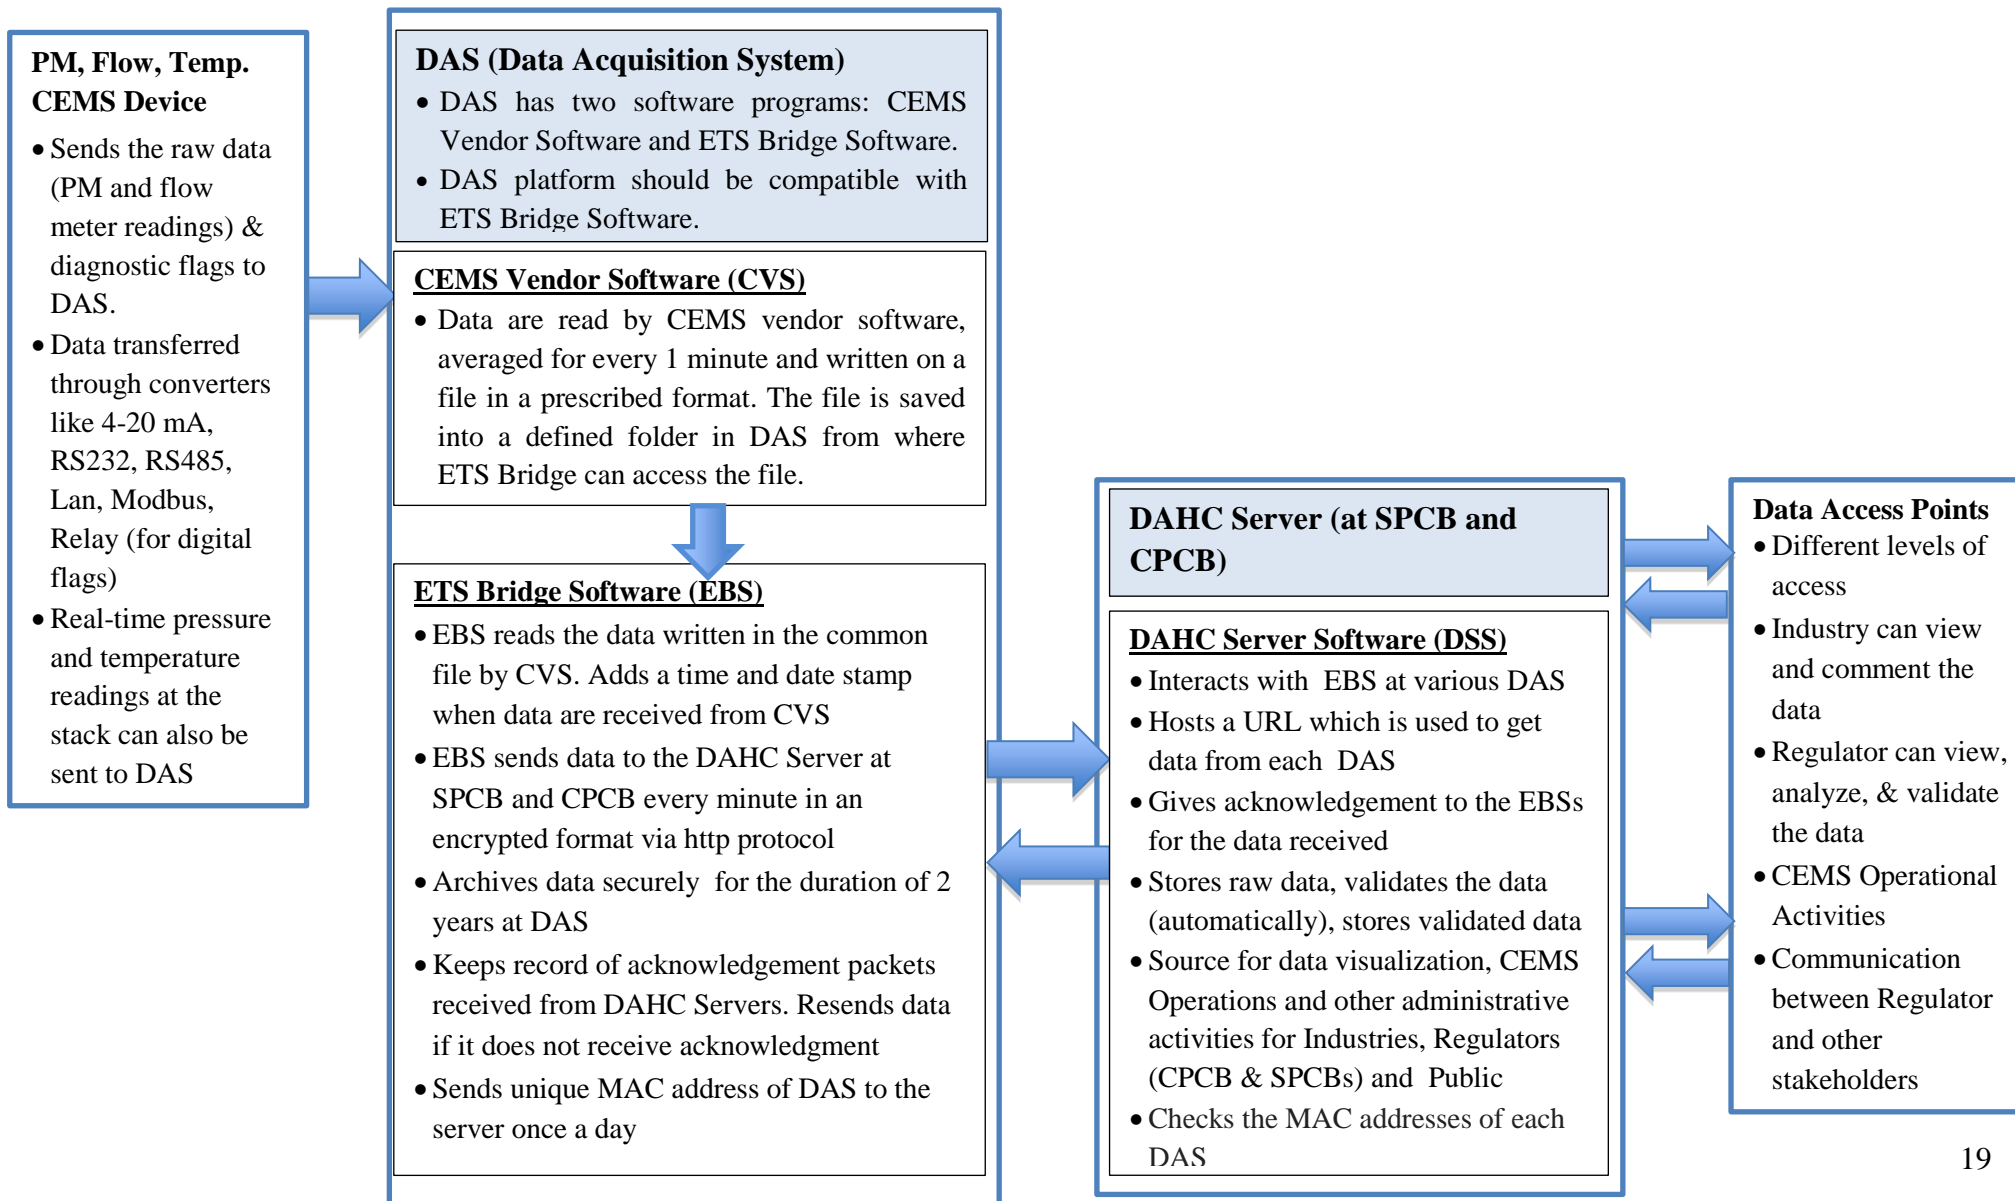 PM, Flow, Temp.
CEMS Device
• Sends the raw data
(PM and flow
meter readings) &
diagnostic flags to
DAS.
• Data transferred
through converters
like 4-20 mA,
RS232, RS485,
Lan, Modbus,
Relay (for digital
flags)
• Real-time pressure
and temperature
readings at the
stack can also be
sent to DAS
DAS (Data Acquisition System)
• DAS has two software programs: CEMS
Vendor Software and ETS Bridge Software.
• DAS platform should be compatible with
ETS Bridge Software.
CEMS Vendor Software (CVS)
• Data are read by CEMS vendor software,
averaged for every 1 minute and written on a
file in a prescribed format. The file is saved
into a defined folder in DAS from where
ETS Bridge can access the file.
ETS Bridge Software (EBS)
• EBS reads the data written in the common
file by CVS. Adds a time and date stamp
when data are received from CVS
• EBS sends data to the DAHC Server at
SPCB and CPCB every minute in an
encrypted format via http protocol
• Archives data securely for the duration of 2
years at DAS
• Keeps record of acknowledgement packets
received from DAHC Servers. Resends data
if it does not receive acknowledgment
• Sends unique MAC address of DAS to the
server once a day
DAHC Server (at SPCB and
CPCB)
DAHC Server Software (DSS)
• Interacts with EBS at various DAS
• Hosts a URL which is used to get
data from each DAS
• Gives acknowledgement to the EBSs
for the data received
• Stores raw data, validates the data
(automatically), stores validated data
• Source for data visualization, CEMS
Operations and other administrative
activities for Industries, Regulators
(CPCB & SPCBs) and Public
• Checks the MAC addresses of each
DAS
Data Access Points
• Different levels of
access
• Industry can view
and comment the
data
• Regulator can view,
analyze, & validate
the data
• CEMS Operational
Activities
• Communication
between Regulator
and other
stakeholders
19